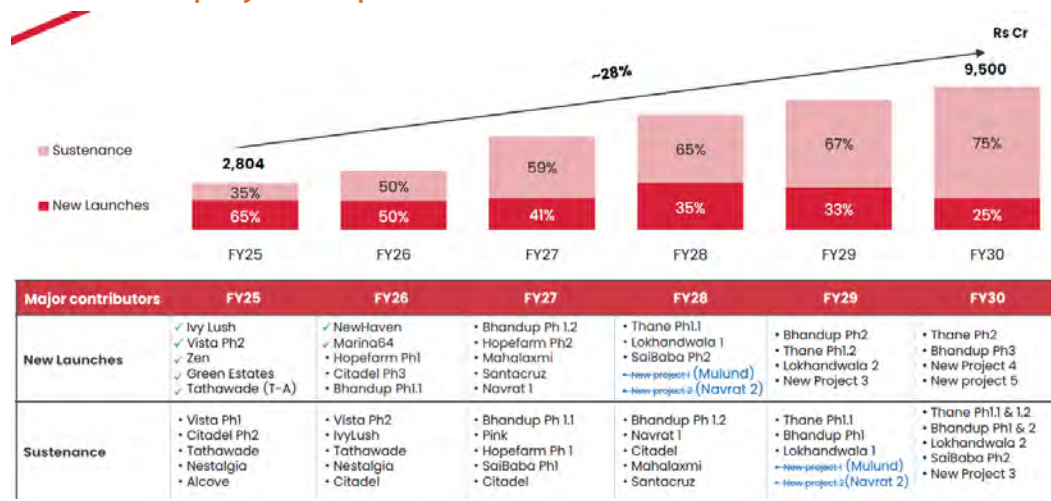 Rs Cr
~28%
9,500
2,804
Sustenance
New Launches
35% 50% 59% 65% 67% 75%
65% 50% 41% 35% 33% 25%
FY25 FY26 FY27 FY28 FY29 FY30
Major contributors FY25 FY26 FY27 FY28 FY29 FY30
New Launches
✓ Ivy Lush
✓ Vista Ph2
✓ Zen
✓ Green Estates
✓ Tathawade (T-A)
✓ NewHaven
✓ Marina64
• Hopefarm Ph1
• Citadel Ph3
• Bhandup Ph1.1
• Bhandup Ph 1.2
• Hopefarm Ph2
• Mahalaxmi
• Santacruz
• Navrat 1
• Thane Ph1.1
• Lokhandwala 1
• SaiBaba Ph2
• New project 1 (Mulund)
• New project 2 (Navrat 2)
• Bhandup Ph2
• Thane Ph1.2
• Lokhandwala 2
• New Project 3
• Thane Ph2
• Bhandup Ph3
• New Project 4
• New project 5
Sustenance
• Vista Ph1
• Citadel Ph2
• Tathawade
• Nestalgia
• Alcove
• Vista Ph2
• IvyLush
• Tathawade
• Nestalgia
• Citadel
• Bhandup Ph 1.1
• Pink
• Hopefarm Ph 1
• SaiBaba Ph1
• Citadel
• Bhandup Ph 1.2
• Navrat 1
• Citadel
• Mahalaxmi
• Santacruz
• Thane Ph1.1
• Bhandup Ph1
• Lokhandwala 1
• New project 1 (Mulund)
• New project 2 (Navrat 2)
• Thane Ph1.1 & 1.2
• Bhandup Ph1 & 2
• Lokhandwala 2
• SaiBaba Ph2
• New Project 3